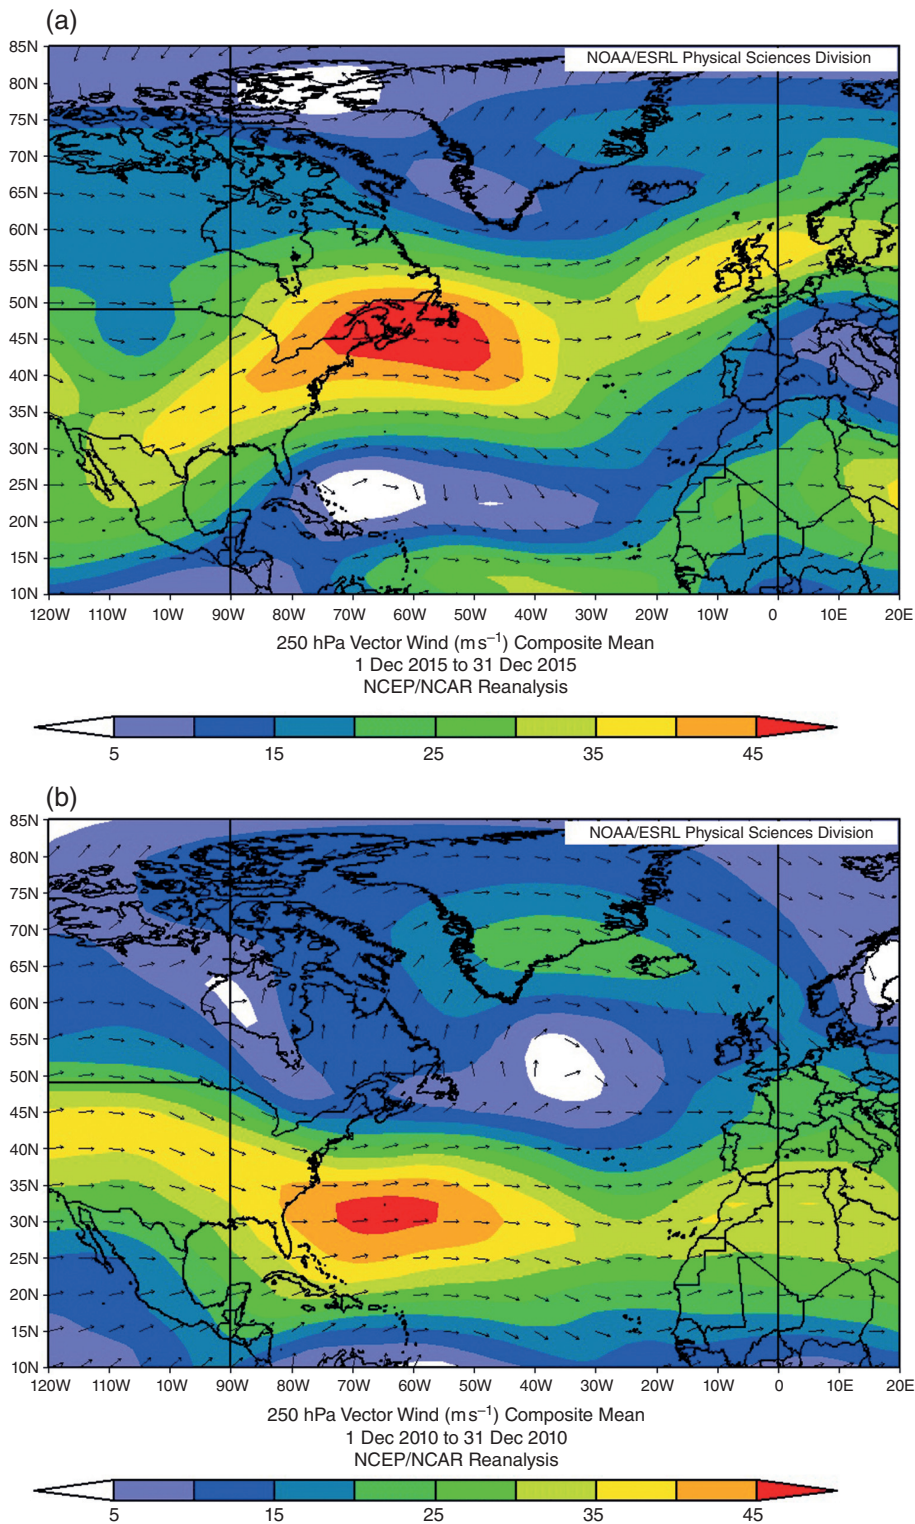 (a)
NOAA/ESRL Physical Sciences Division
85N
80N
75N
70N
65N
60N
55N
50N
45N
40N
35N
30N
25N
20N
15N
10N
120W 110W 100W 90W 80W 70W 60W 50W 40W 30W 20W 10W 0 10E 20E
250 hPa Vector Wind (ms⁻¹) Composite Mean
1 Dec 2015 to 31 Dec 2015
NCEP/NCAR Reanalysis
5 15 25 35 45
(b)
NOAA/ESRL Physical Sciences Division
85N
80N
75N
70N
65N
60N
55N
50N
45N
40N
35N
30N
25N
20N
15N
10N
120W 110W 100W 90W 80W 70W 60W 50W 40W 30W 20W 10W 0 10E 20E
250 hPa Vector Wind (ms⁻¹) Composite Mean
1 Dec 2010 to 31 Dec 2010
NCEP/NCAR Reanalysis
5 15 25 35 45